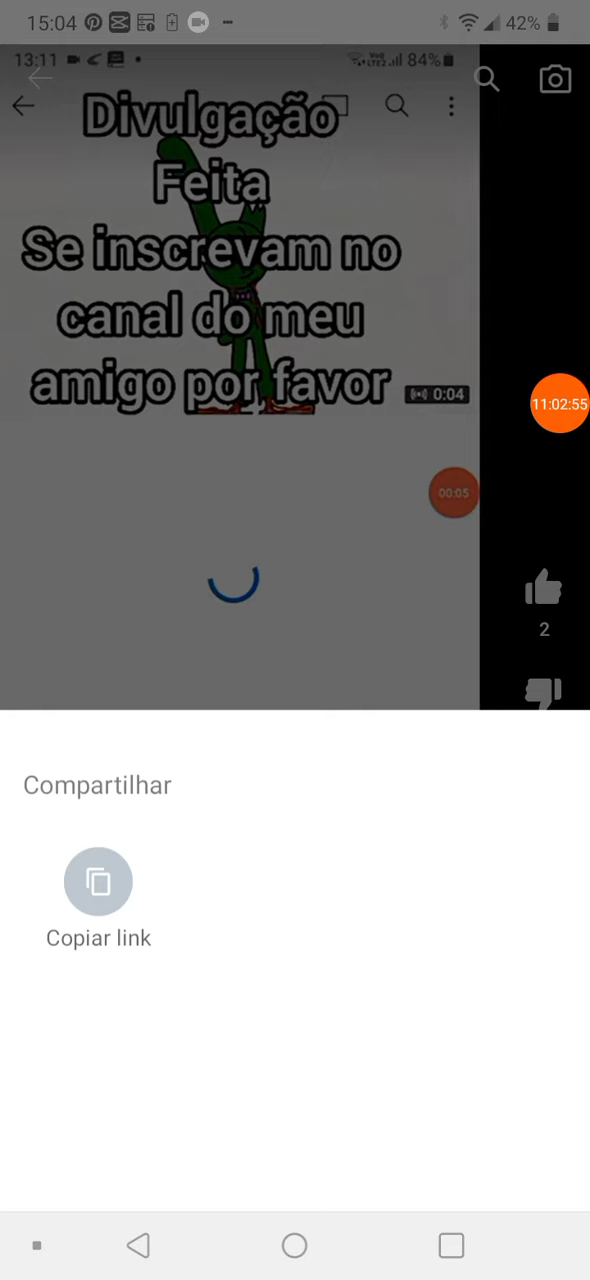 15:04
42%
13:11
84%
Divulgação
Feita
Se inscrevam no
canal do meu
amigo por favor
0:04
11:02:55
00:05
2
Compartilhar
Copiar link